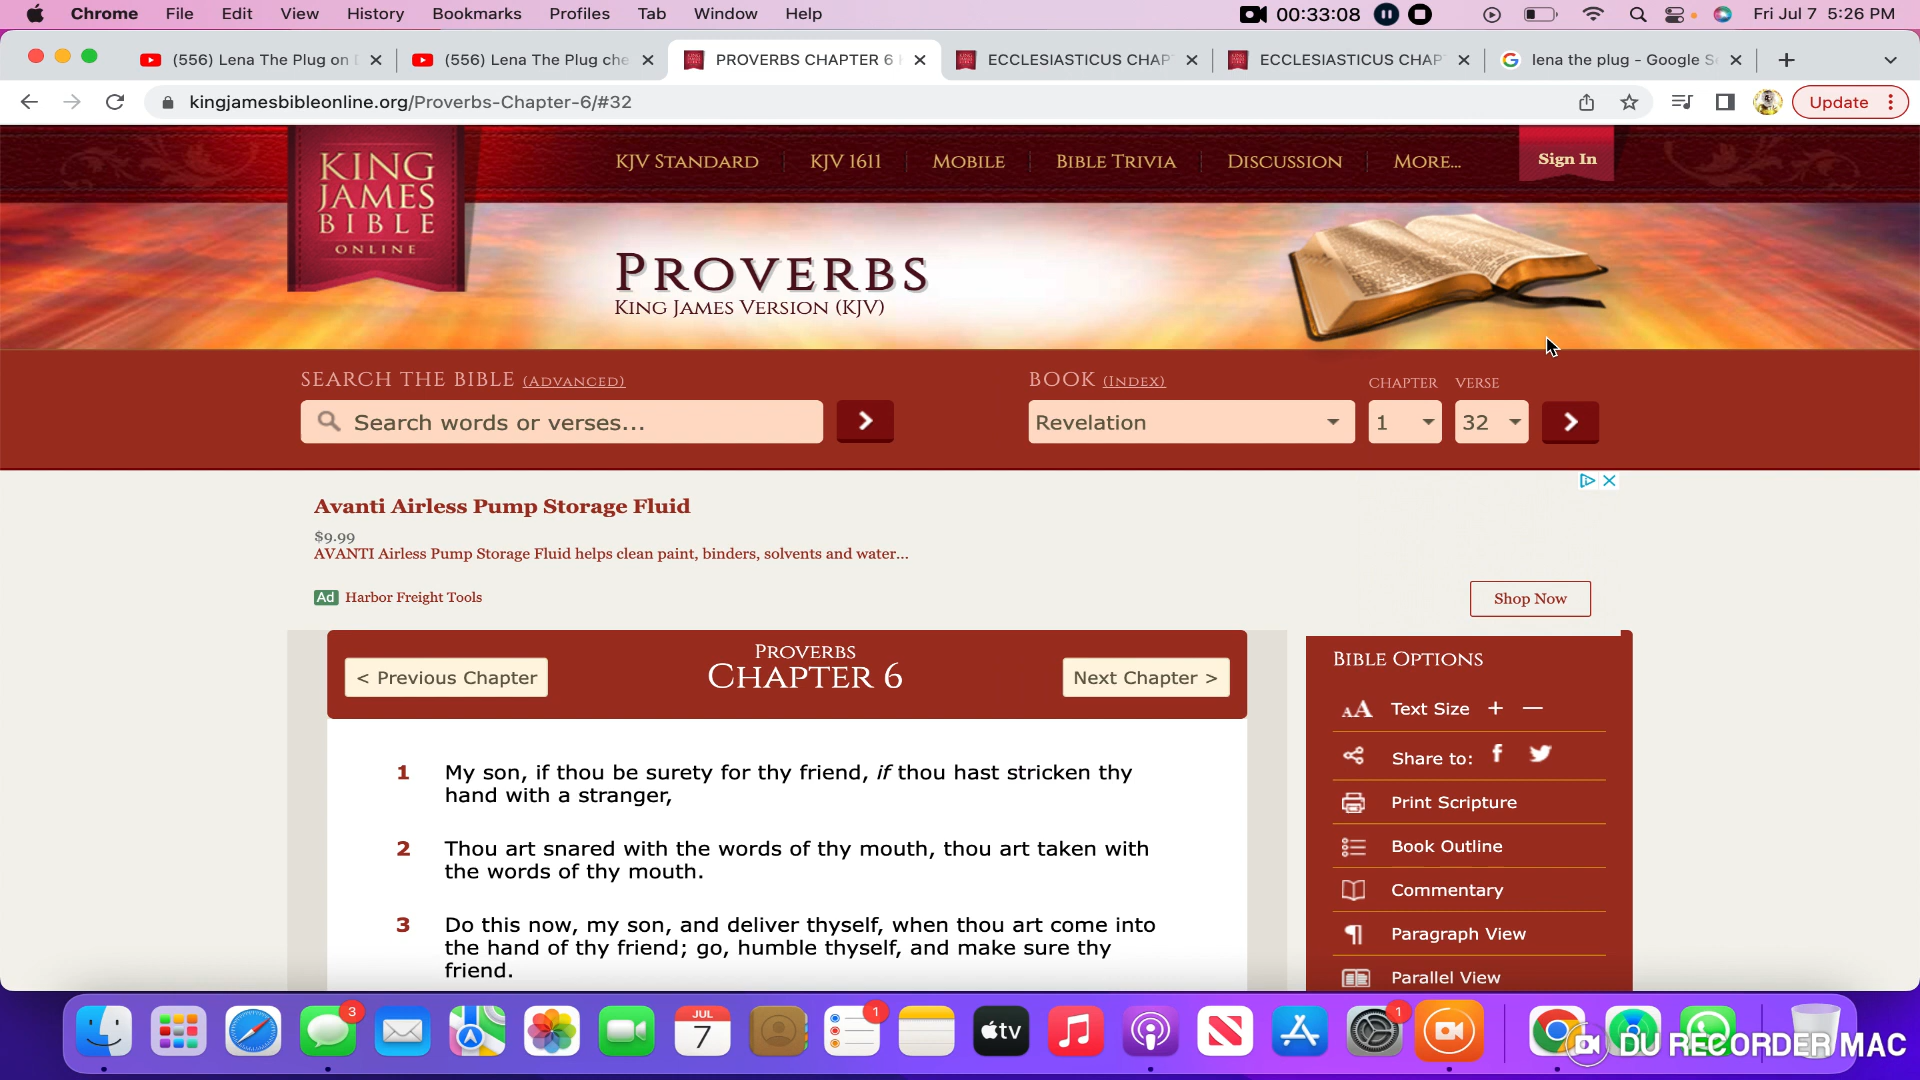 Chrome File Edit View History Bookmarks Profiles Tab Window Help 00:33:08 Fri Jul 7 5:26 PM
(556) Lena The Plug on (556) Lena The Plug che PROVERBS CHAPTER 6 ECCLESIASTICUS CHAP ECCLESIASTICUS CHAP lena the plug - Google S
kingjamesbibleonline.org/Proverbs-Chapter-6/#32 Update
KING JAMES BIBLE ONLINE
KJV STANDARD KJV 1611 MOBILE BIBLE TRIVIA DISCUSSION MORE... Sign In
PROVERBS
KING JAMES VERSION (KJV)
SEARCH THE BIBLE (ADVANCED) BOOK (INDEX) CHAPTER VERSE
Search words or verses... Revelation 1 32
Avanti Airless Pump Storage Fluid
$9.99
AVANTI Airless Pump Storage Fluid helps clean paint, binders, solvents and water...
Ad Harbor Freight Tools Shop Now
PROVERBS
< Previous Chapter CHAPTER 6 Next Chapter >
1 My son, if thou be surety for thy friend, if thou hast stricken thy
hand with a stranger,
2 Thou art snared with the words of thy mouth, thou art taken with
the words of thy mouth.
3 Do this now, my son, and deliver thyself, when thou art come into
the hand of thy friend; go, humble thyself, and make sure thy
friend.
BIBLE OPTIONS
AA Text Size + —
Share to: f
Print Scripture
Book Outline
Commentary
Paragraph View
Parallel View
3 JUL 7 1 tv 1
DU RECORDER MAC